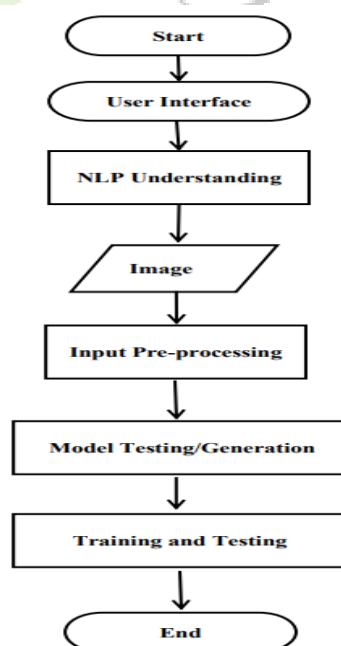 Start
User Interface
NLP Understanding
Image
Input Pre-processing
Model Testing/Generation
Training and Testing
End